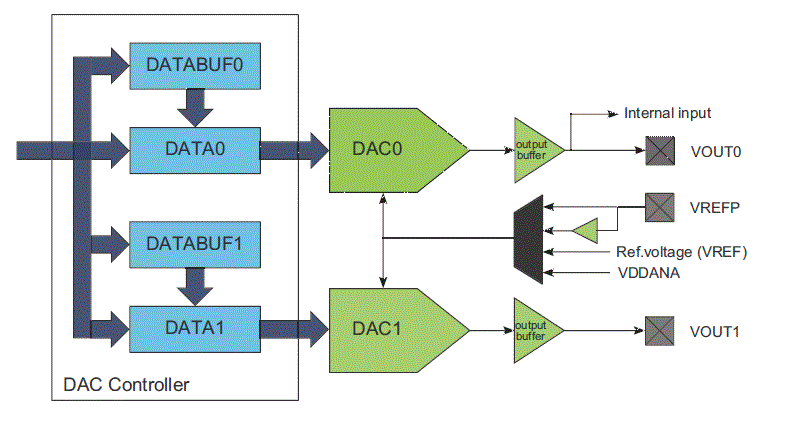 DATABUF0
DATA0
DAC0
output
buffer
Internal input
VOUT0
VREFP
DATABUF1
Ref.voltage (VREF)
VDDANA
DATA1
DAC1
output
buffer
VOUT1
DAC Controller